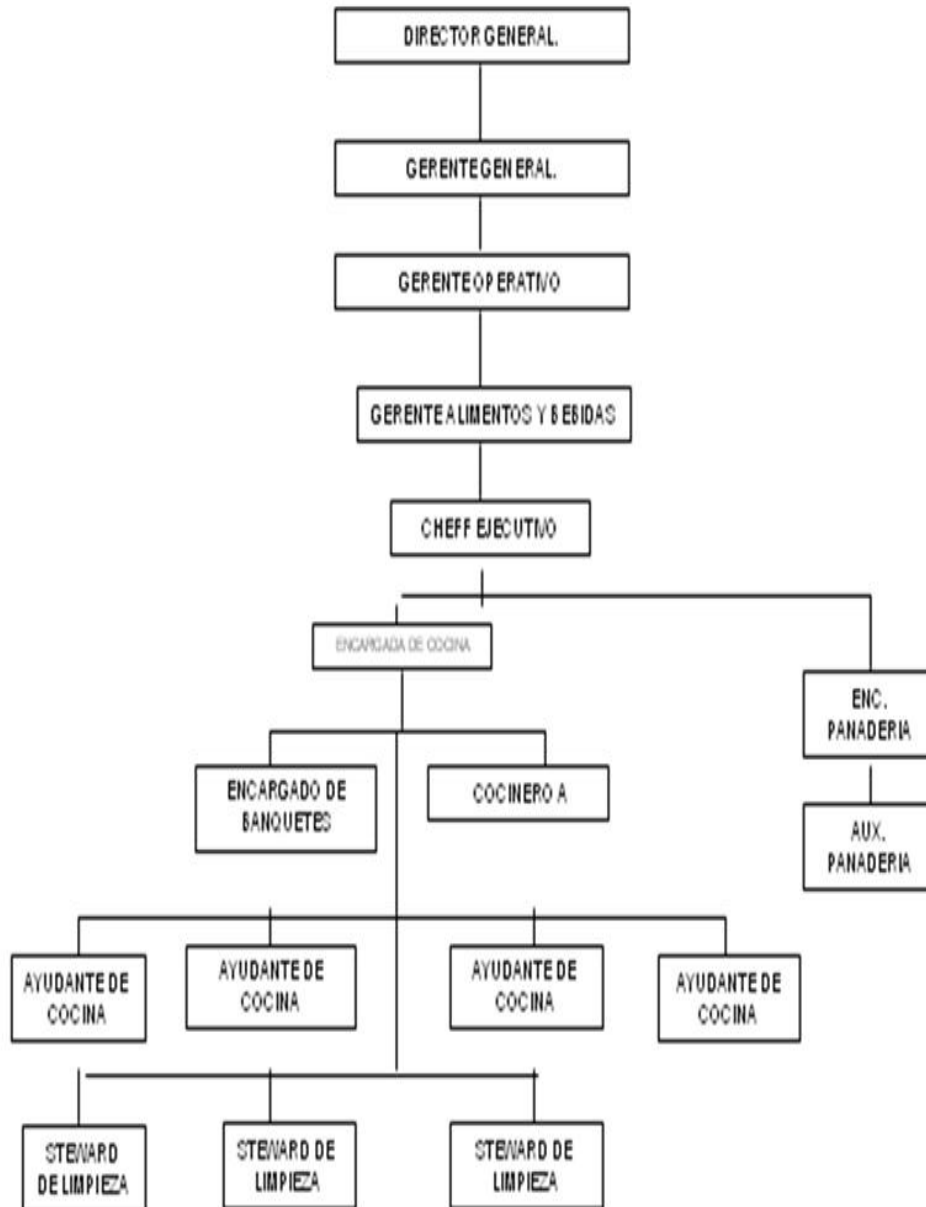 DIRECTOR GENERAL.
GERENTE GENERAL.
GERENTE OPERATIVO
GERENTE ALIMENTOS Y BEBIDAS
CHEFF EJECUTIVO
ENCARGADA DE COCINA
ENC.
PANADERIA
ENCARGADO DE
BANQUETES
COCINERO A
AUX.
PANADERIA
AYUDANTE DE
COCINA
AYUDANTE DE
COCINA
AYUDANTE DE
COCINA
AYUDANTE DE
COCINA
STEWARD
DE LIMPIEZA
STEWARD DE
LIMPIEZA
STEWARD DE
LIMPIEZA